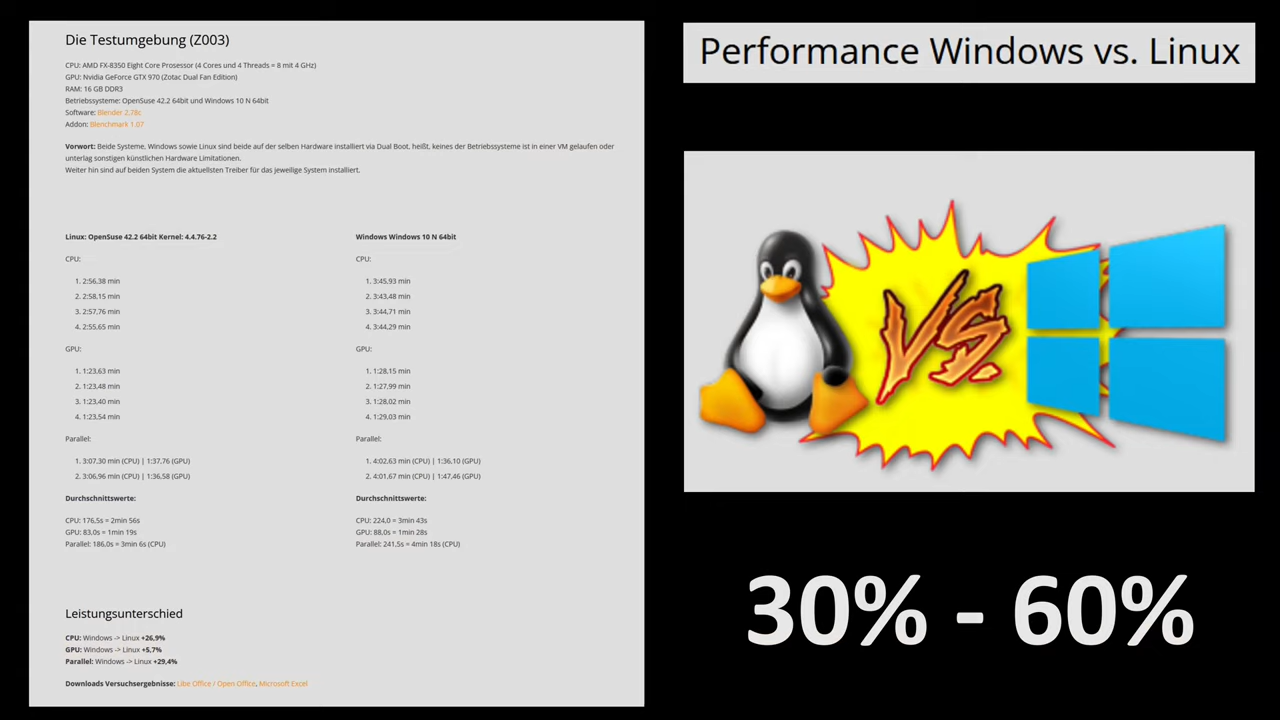 Die Testumgebung (Z003)
CPU: AMD FX-8350 Eight Core Prosessor (4 Cores und 4 Threads = 8 mit 4 GHz)
GPU: Nvidia GeForce GTX 970 (Zotac Dual Fan Edition)
RAM: 16 GB DDR3
Betriebssysteme: OpenSuse 42.2 64bit und Windows 10 N 64bit
Software: Blender 2.78c
Addon: Blenchmark 1.07
Vorwort: Beide Systeme, Windows sowie Linux sind beide auf der selben Hardware installiert via Dual Boot, heißt, keines der Betriebssysteme ist in einer VM gelaufen oder
unterlag sonstigen künstlichen Hardware Limitationen.
Weiter hin sind auf beiden System die aktuellsten Treiber für das jeweilige System installiert.
Linux: OpenSuse 42.2 64bit Kernel: 4.4.76-2.2
CPU:
1. 2:56,38 min
2. 2:58,15 min
3. 2:57,76 min
4. 2:55,65 min
GPU:
1. 1:23,63 min
2. 1:23,48 min
3. 1:23,40 min
4. 1:23,54 min
Parallel:
1. 3:07,30 min (CPU) | 1:37,76 (GPU)
2. 3:06,96 min (CPU) | 1:36,58 (GPU)
Durchschnittswerte:
CPU: 176,5s = 2min 56s
GPU: 83,0s = 1min 19s
Parallel: 186,0s = 3min 6s (CPU)
Windows Windows 10 N 64bit
CPU:
1. 3:45,93 min
2. 3:43,48 min
3. 3:44,71 min
4. 3:44,29 min
GPU:
1. 1:28,15 min
2. 1:27,99 min
3. 1:28,02 min
4. 1:29,03 min
Parallel:
1. 4:02,63 min (CPU) | 1:36,10 (GPU)
2. 4:01,67 min (CPU) | 1:47,46 (GPU)
Durchschnittswerte:
CPU: 224,0 = 3min 43s
GPU: 88,0s = 1min 28s
Parallel: 241,5s = 4min 18s (CPU)
Leistungsunterschied
CPU: Windows -> Linux +26,9%
GPU: Windows -> Linux +5,7%
Parallel: Windows -> Linux +29,4%
Downloads Versuchsergebnisse: Libe Office / Open Office, Microsoft Excel
Performance Windows vs. Linux
VS.
30% - 60%